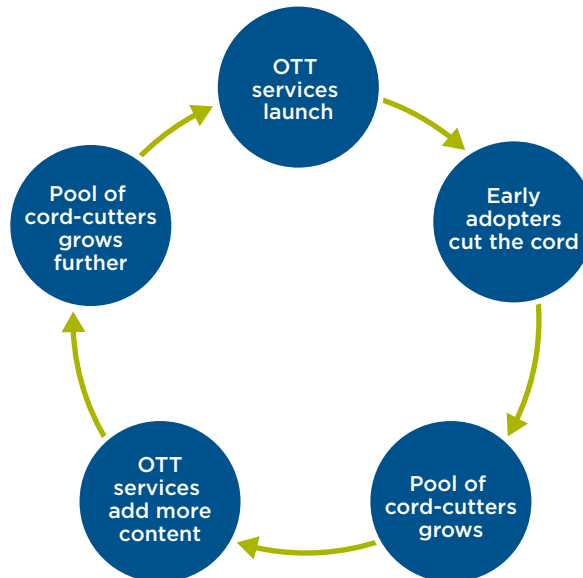 OTT
services
launch
Early
adopters
cut the cord
Pool of
cord-cutters
grows
OTT
services
add more
content
Pool of
cord-cutters
grows
further